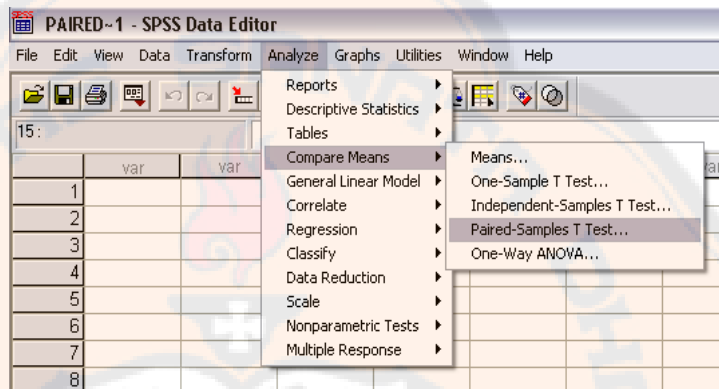 PAIRED~1 - SPSS Data Editor
File Edit View Data Transform Analyze Graphs Utilities Window Help
15:
var var
1
2
3
4
5
6
7
8
Reports
Descriptive Statistics
Tables
Compare Means
General Linear Model
Correlate
Regression
Classify
Data Reduction
Scale
Nonparametric Tests
Multiple Response
Means...
One-Sample T Test...
Independent-Samples T Test...
Paired-Samples T Test...
One-Way ANOVA...